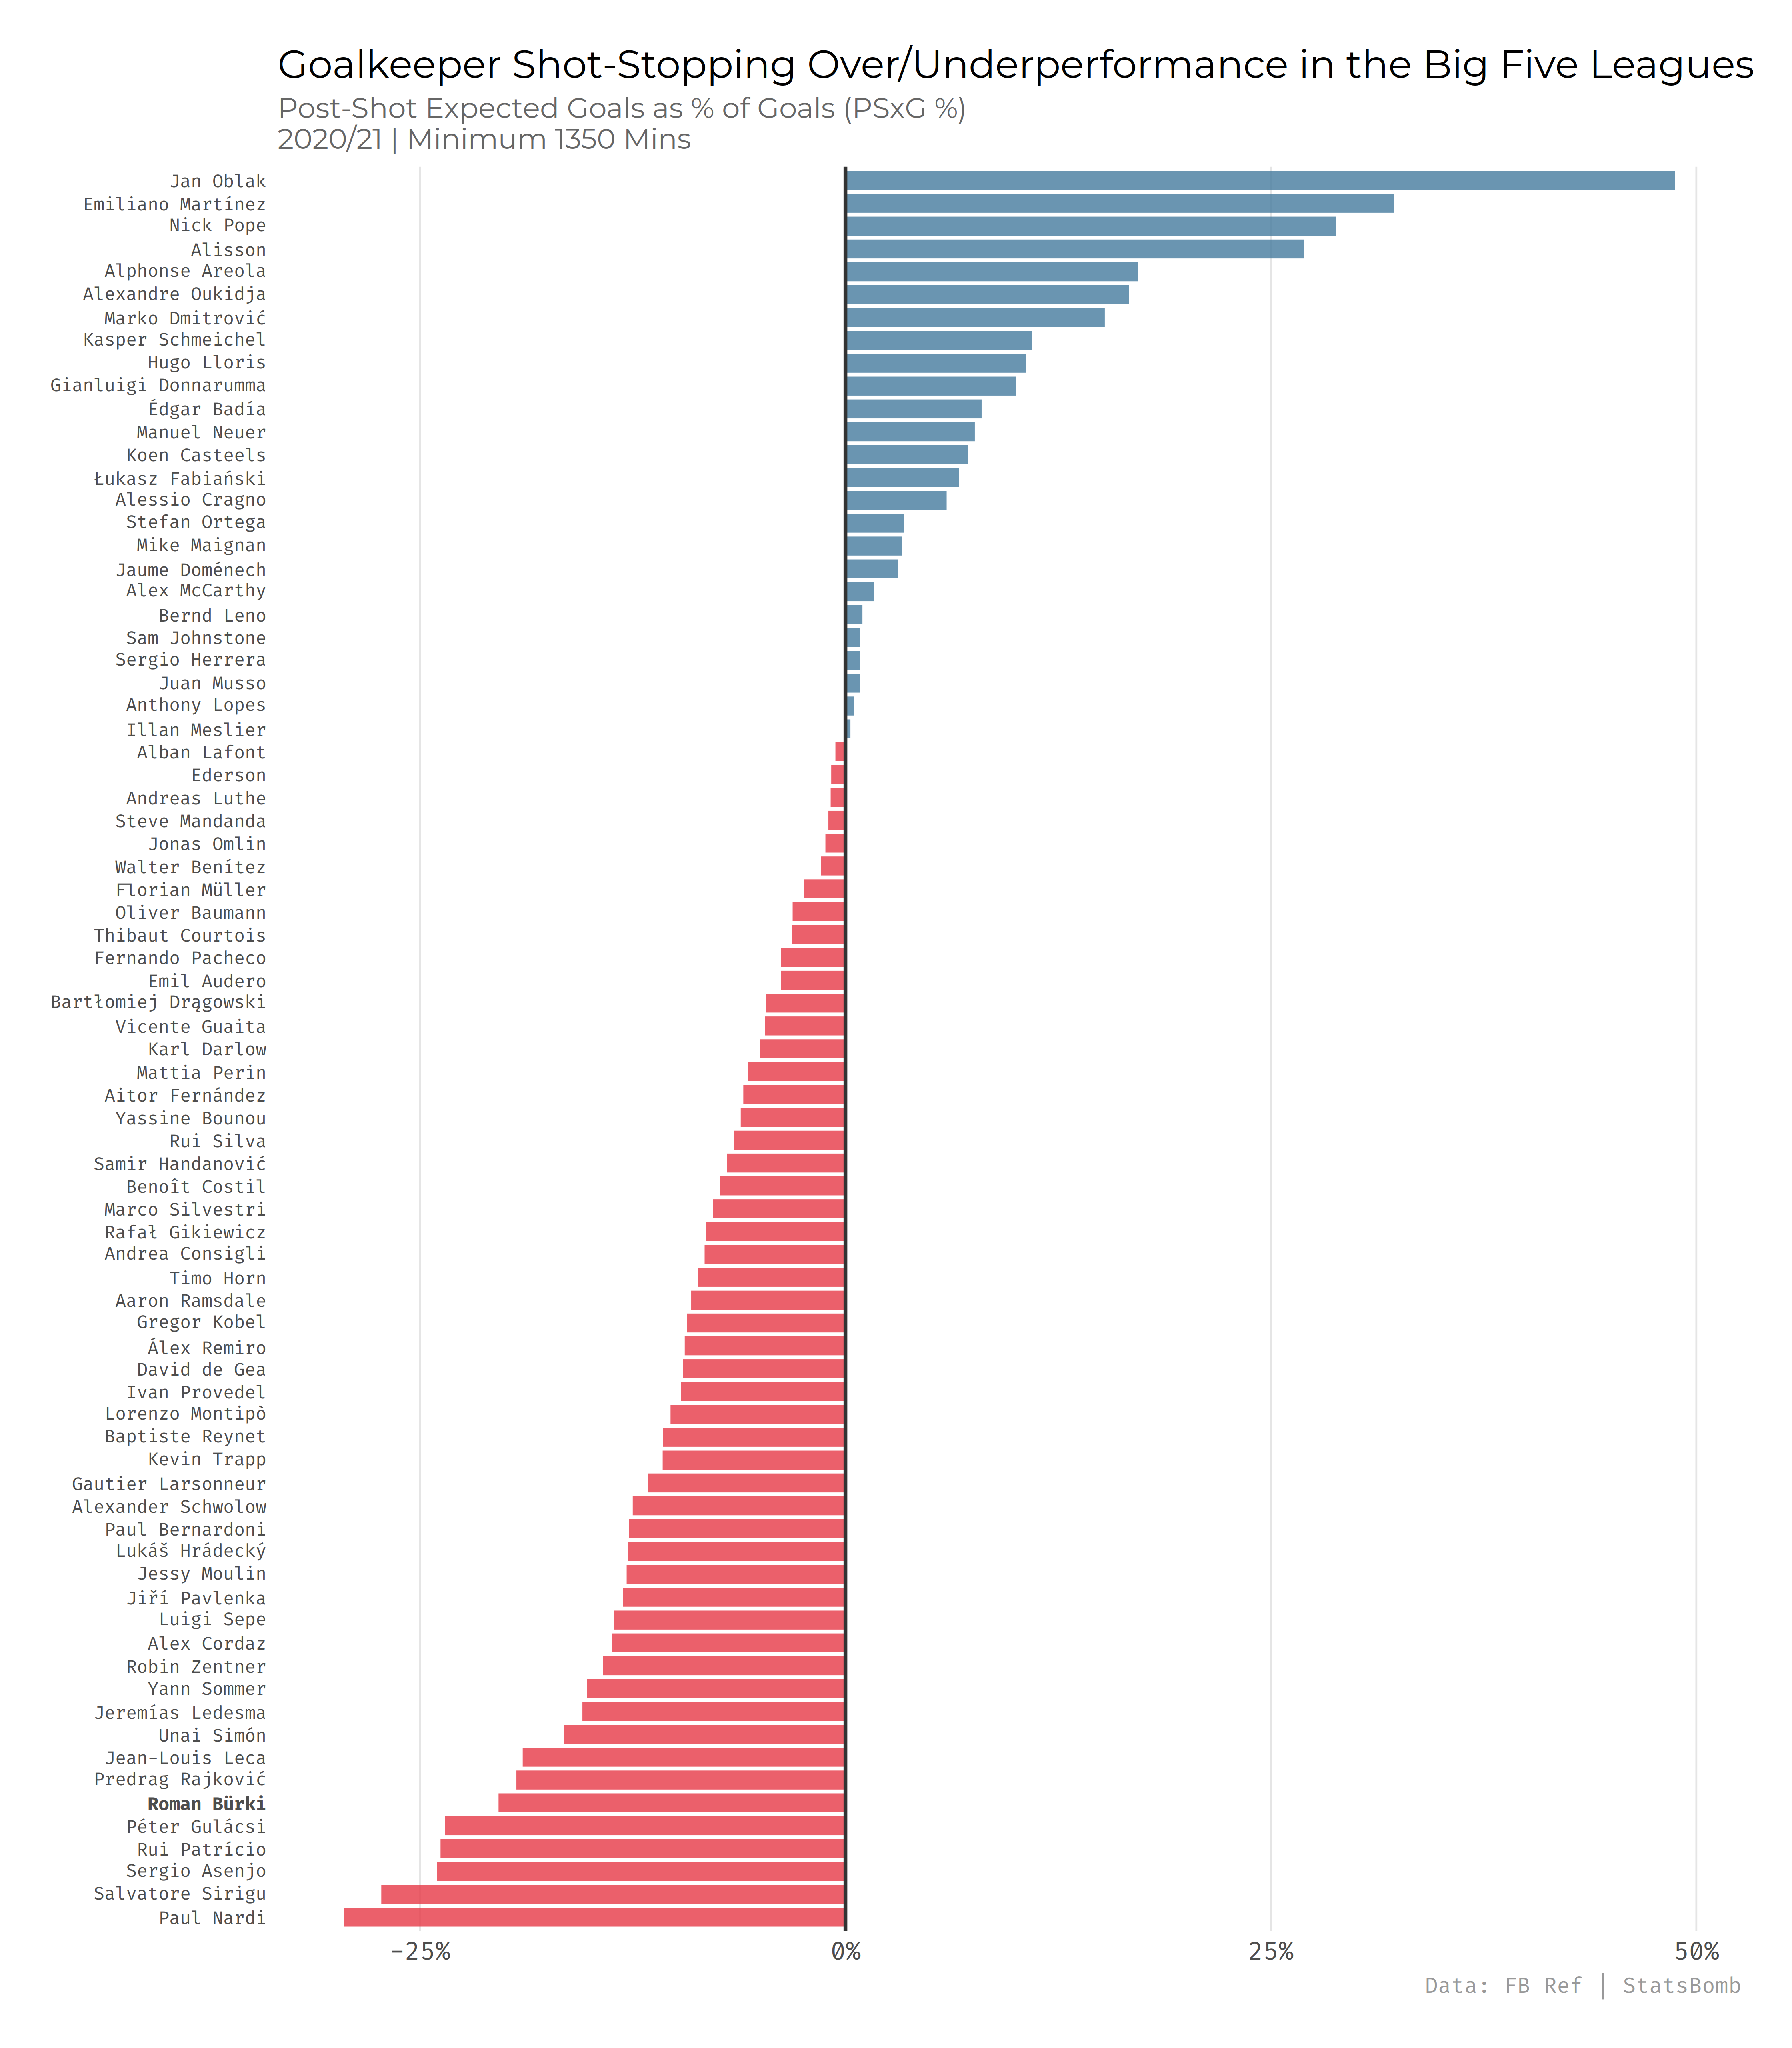 Goalkeeper Shot-Stopping Over/Underperformance in the Big Five Leagues
Post-Shot Expected Goals as % of Goals (PSxG %)
2020/21 | Minimum 1350 Mins
Jan Oblak
Emiliano Martínez
Nick Pope
Alisson
Alphonse Areola
Alexandre Oukidja
Marko Dmitrović
Kasper Schmeichel
Hugo Lloris
Gianluigi Donnarumma
Édgar Badía
Manuel Neuer
Koen Casteels
Łukasz Fabiański
Alessio Cragno
Stefan Ortega
Mike Maignan
Jaume Doménech
Alex McCarthy
Bernd Leno
Sam Johnstone
Sergio Herrera
Juan Musso
Anthony Lopes
Illan Meslier
Alban Lafont
Ederson
Andreas Luthe
Steve Mandanda
Jonas Omlin
Walter Benítez
Florian Müller
Oliver Baumann
Thibaut Courtois
Fernando Pacheco
Emil Audero
Bartłomiej Drągowski
Vicente Guaita
Karl Darlow
Mattia Perin
Aitor Fernández
Yassine Bounou
Rui Silva
Samir Handanović
Benoît Costil
Marco Silvestri
Rafał Gikiewicz
Andrea Consigli
Timo Horn
Aaron Ramsdale
Gregor Kobel
Álex Remiro
David de Gea
Ivan Provedel
Lorenzo Montipò
Baptiste Reynet
Kevin Trapp
Gautier Larsonneur
Alexander Schwolow
Paul Bernardoni
Lukáš Hrádecký
Jessy Moulin
Jiří Pavlenka
Luigi Sepe
Alex Cordaz
Robin Zentner
Yann Sommer
Jeremías Ledesma
Unai Simón
Jean-Louis Leca
Predrag Rajković
Roman Bürki
Péter Gulácsi
Rui Patrício
Sergio Asenjo
Salvatore Sirigu
Paul Nardi
-25% 0% 25% 50%
Data: FB Ref | StatsBomb